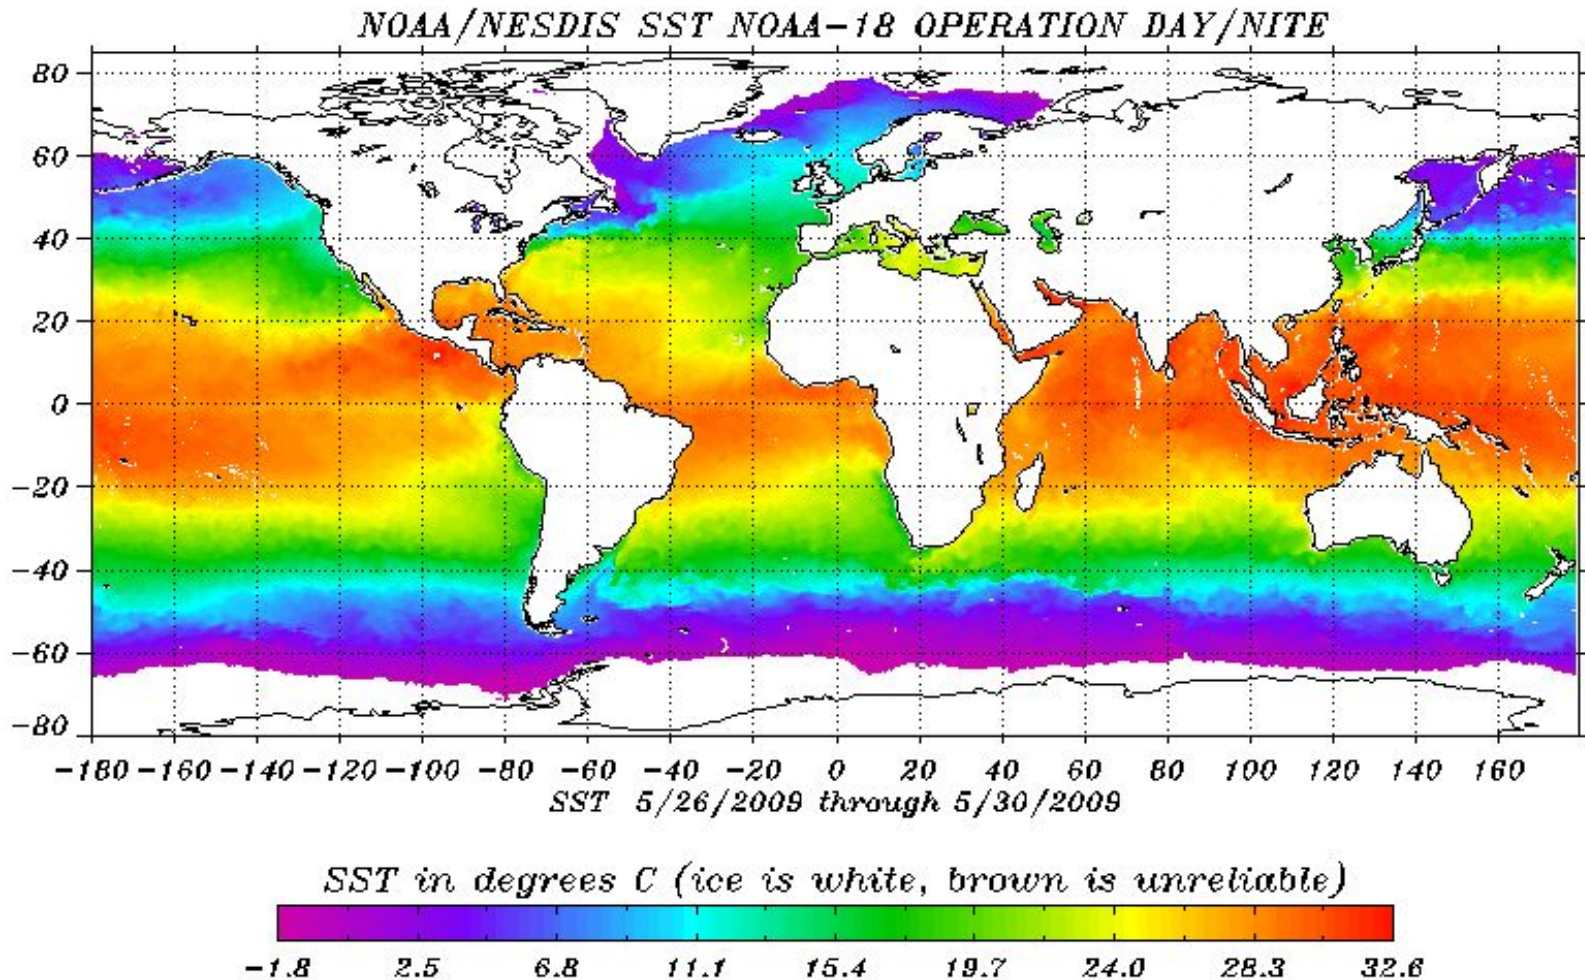 NOAA/NESDIS SST NOAA-18 OPERATION DAY/NITE
80
60
40
20
0
-20
-40
-60
-80
-180 -160 -140 -120 -100 -80 -60 -40 -20 0 20 40 60 80 100 120 140 160
SST 5/26/2009 through 5/30/2009
SST in degrees C (ice is white, brown is unreliable)
-1.8 2.5 6.8 11.1 15.4 19.7 24.0 28.3 32.6